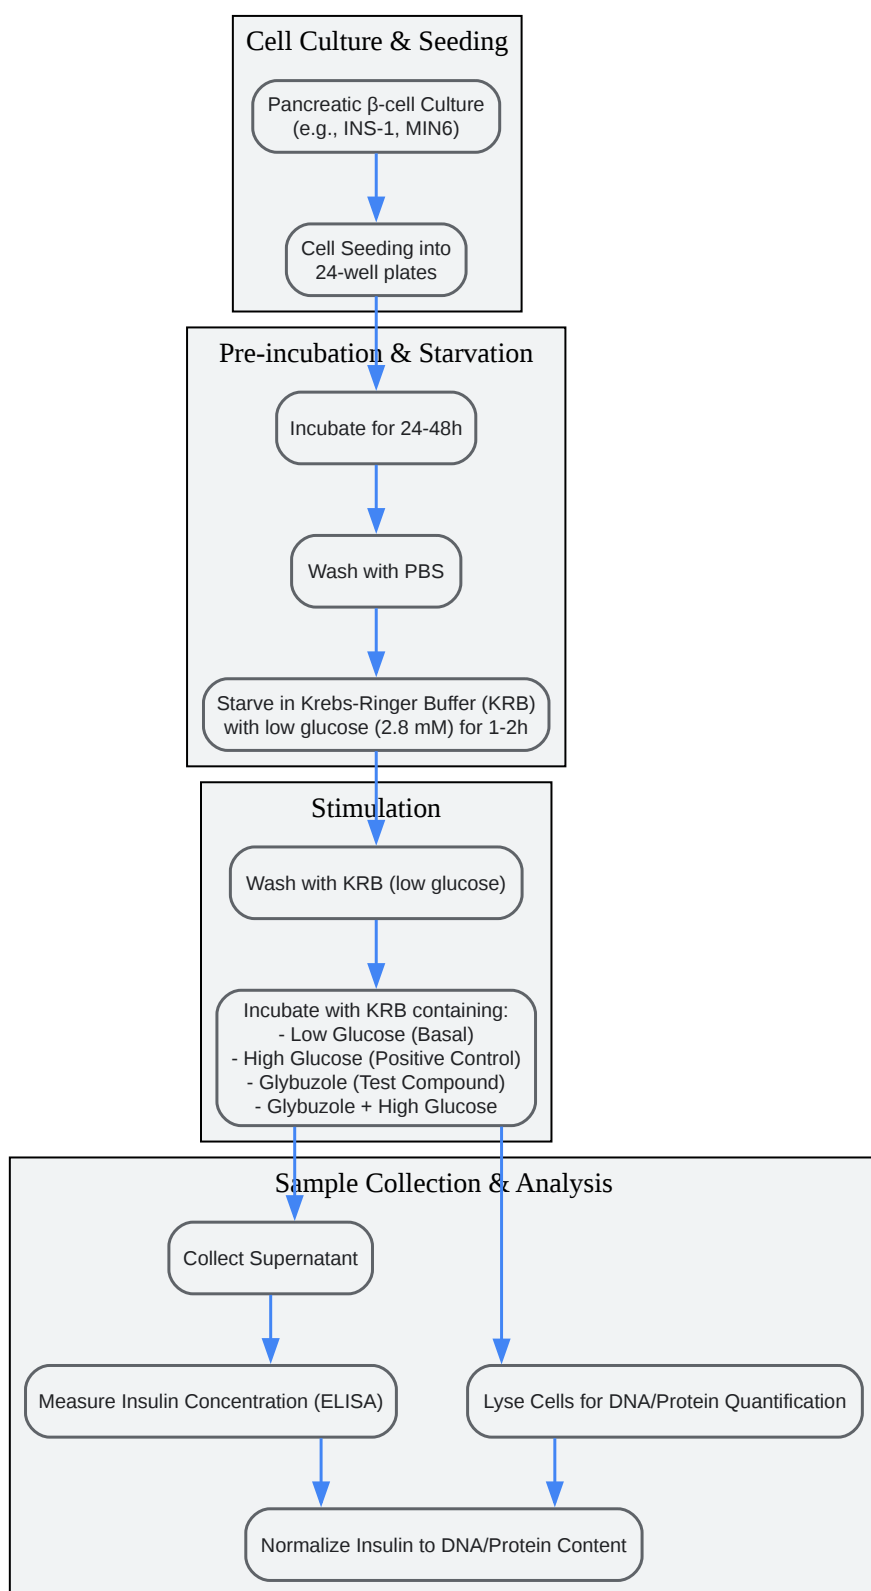 Cell Culture & Seeding
Pancreatic β-cell Culture
(e.g., INS-1, MIN6)
Cell Seeding into
24-well plates
Pre-incubation & Starvation
Incubate for 24-48h
Wash with PBS
Starve in Krebs-Ringer Buffer (KRB)
with low glucose (2.8 mM) for 1-2h
Stimulation
Wash with KRB (low glucose)
Incubate with KRB containing:
- Low Glucose (Basal)
- High Glucose (Positive Control)
- Glybuzole (Test Compound)
- Glybuzole + High Glucose
Sample Collection & Analysis
Collect Supernatant
Measure Insulin Concentration (ELISA)
Lyse Cells for DNA/Protein Quantification
Normalize Insulin to DNA/Protein Content